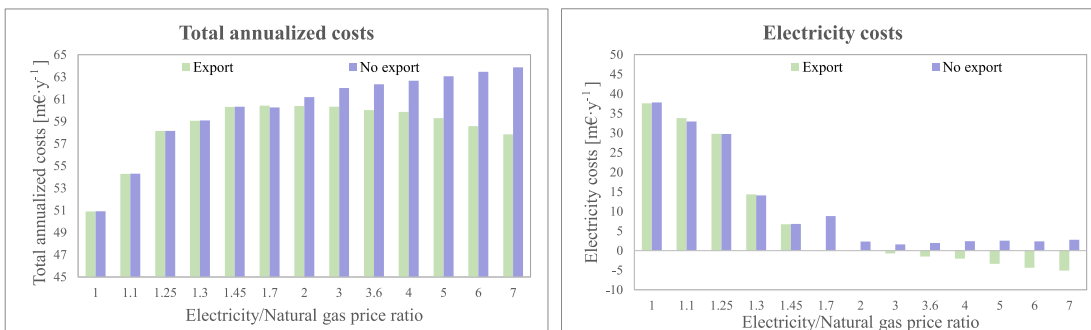 Total annualized costs
Export No export
Total annualized costs [m€·y⁻¹]
65
63
61
59
57
55
53
51
49
47
45
1 1.1 1.25 1.3 1.45 1.7 2 3 3.6 4 5 6 7
Electricity/Natural gas price ratio
Electricity costs
Export No export
Electricity costs [m€·y⁻¹]
50
45
40
35
30
25
20
15
10
5
0
-5
-10
1 1.1 1.25 1.3 1.45 1.7 2 3 3.6 4 5 6 7
Electricity/Natural gas price ratio